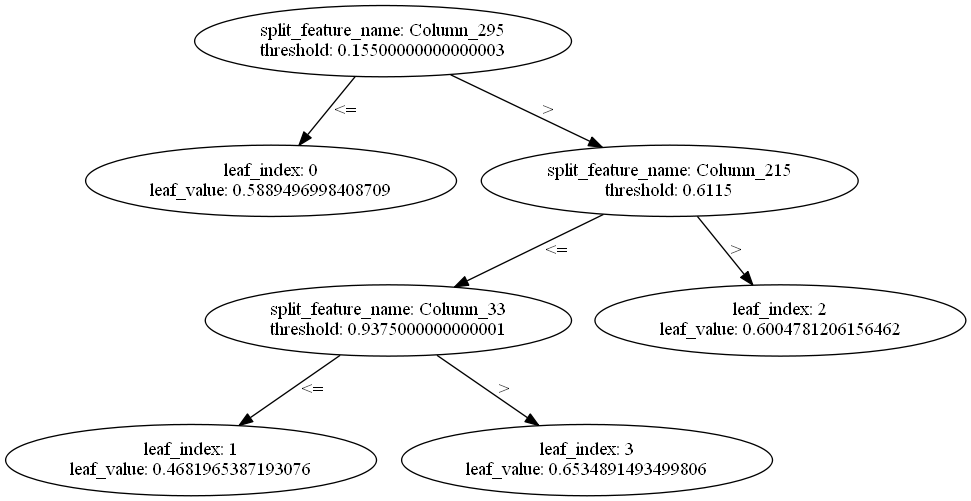 split_feature_name: Column_295
threshold: 0.15500000000000003
<=
>
leaf_index: 0
leaf_value: 0.5889496998408709
split_feature_name: Column_215
threshold: 0.6115
<=
>
split_feature_name: Column_33
threshold: 0.9375000000000001
leaf_index: 2
leaf_value: 0.6004781206156462
<=
>
leaf_index: 1
leaf_value: 0.4681965387193076
leaf_index: 3
leaf_value: 0.6534891493499806